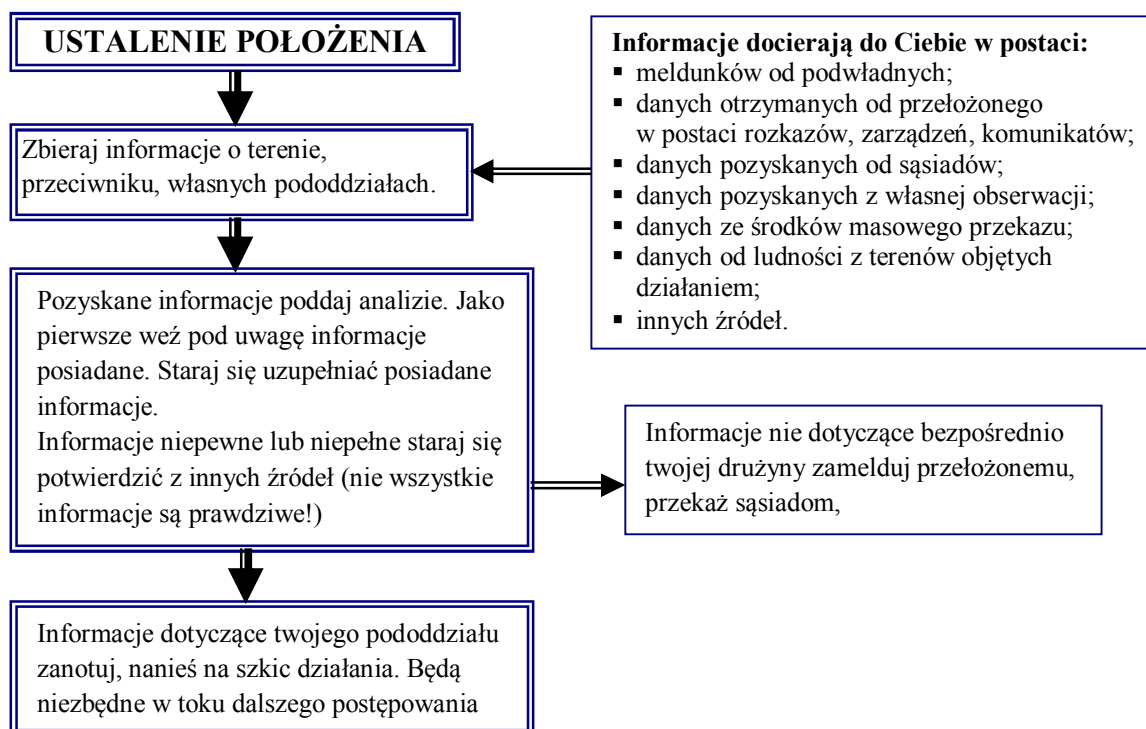 USTALENIE POŁOŻENIA
Zbieraj informacje o terenie,
przeciwniku, własnych pododdziałach.
Informacje docierają do Ciebie w postaci:
▪ meldunków od podwładnych;
▪ danych otrzymanych od przełożonego
w postaci rozkazów, zarządzeń, komunikatów;
▪ danych pozyskanych od sąsiadów;
▪ danych pozyskanych z własnej obserwacji;
▪ danych ze środków masowego przekazu;
▪ danych od ludności z terenów objętych
działaniem;
▪ innych źródeł.
Pozyskane informacje poddaj analizie. Jako
pierwsze weź pod uwagę informacje
posiadane. Staraj się uzupełniać posiadane
informacje.
Informacje niepewne lub niepełne staraj się
potwierdzić z innych źródeł (nie wszystkie
informacje są prawdziwe!)
Informacje nie dotyczące bezpośrednio
twojej drużyny zamelduj przełożonemu,
przekaż sąsiadom,
Informacje dotyczące twojego pododdziału
zanotuj, nanieś na szkic działania. Będą
niezbędne w toku dalszego postępowania